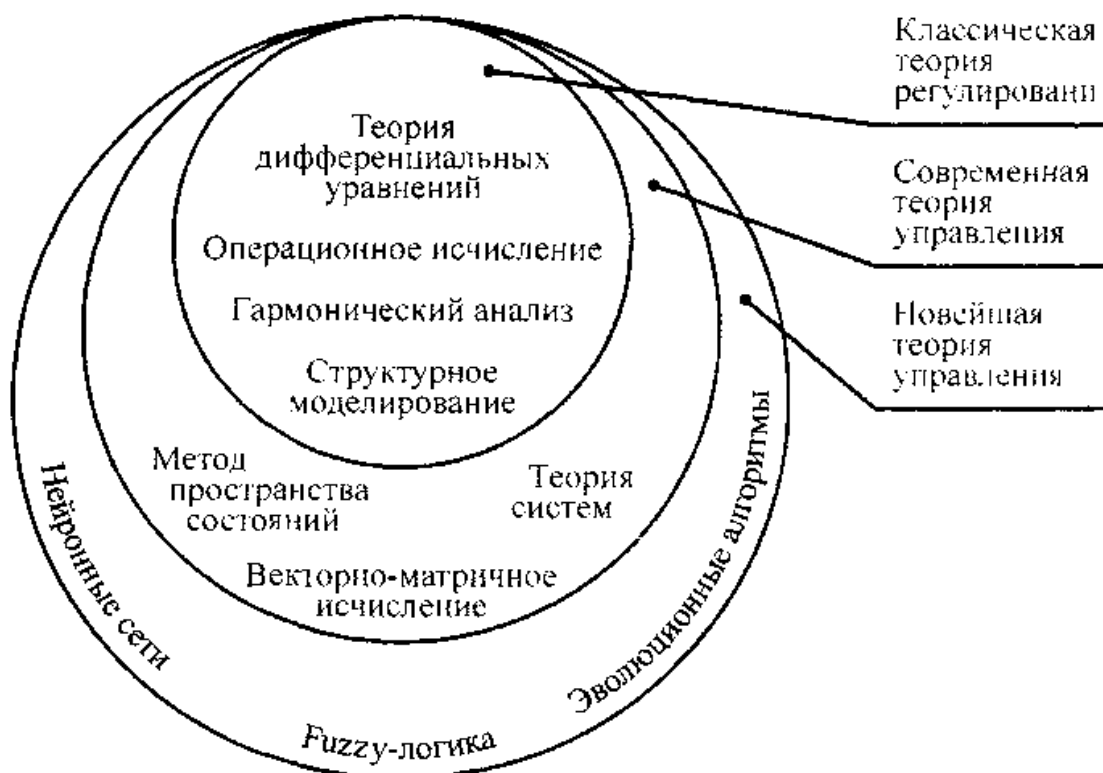 Классическая
теория
регулировани
Теория
дифференциальных
уравнений
Современная
теория
управления
Операционное исчисление
Гармонический анализ
Новейшая
теория
управления
Структурное
моделирование
Метод
пространства
состояний
Теория
систем
Векторно-матричное
исчисление
Нейронные сети
Fuzzy-логика
Эволюционные алгоритмы